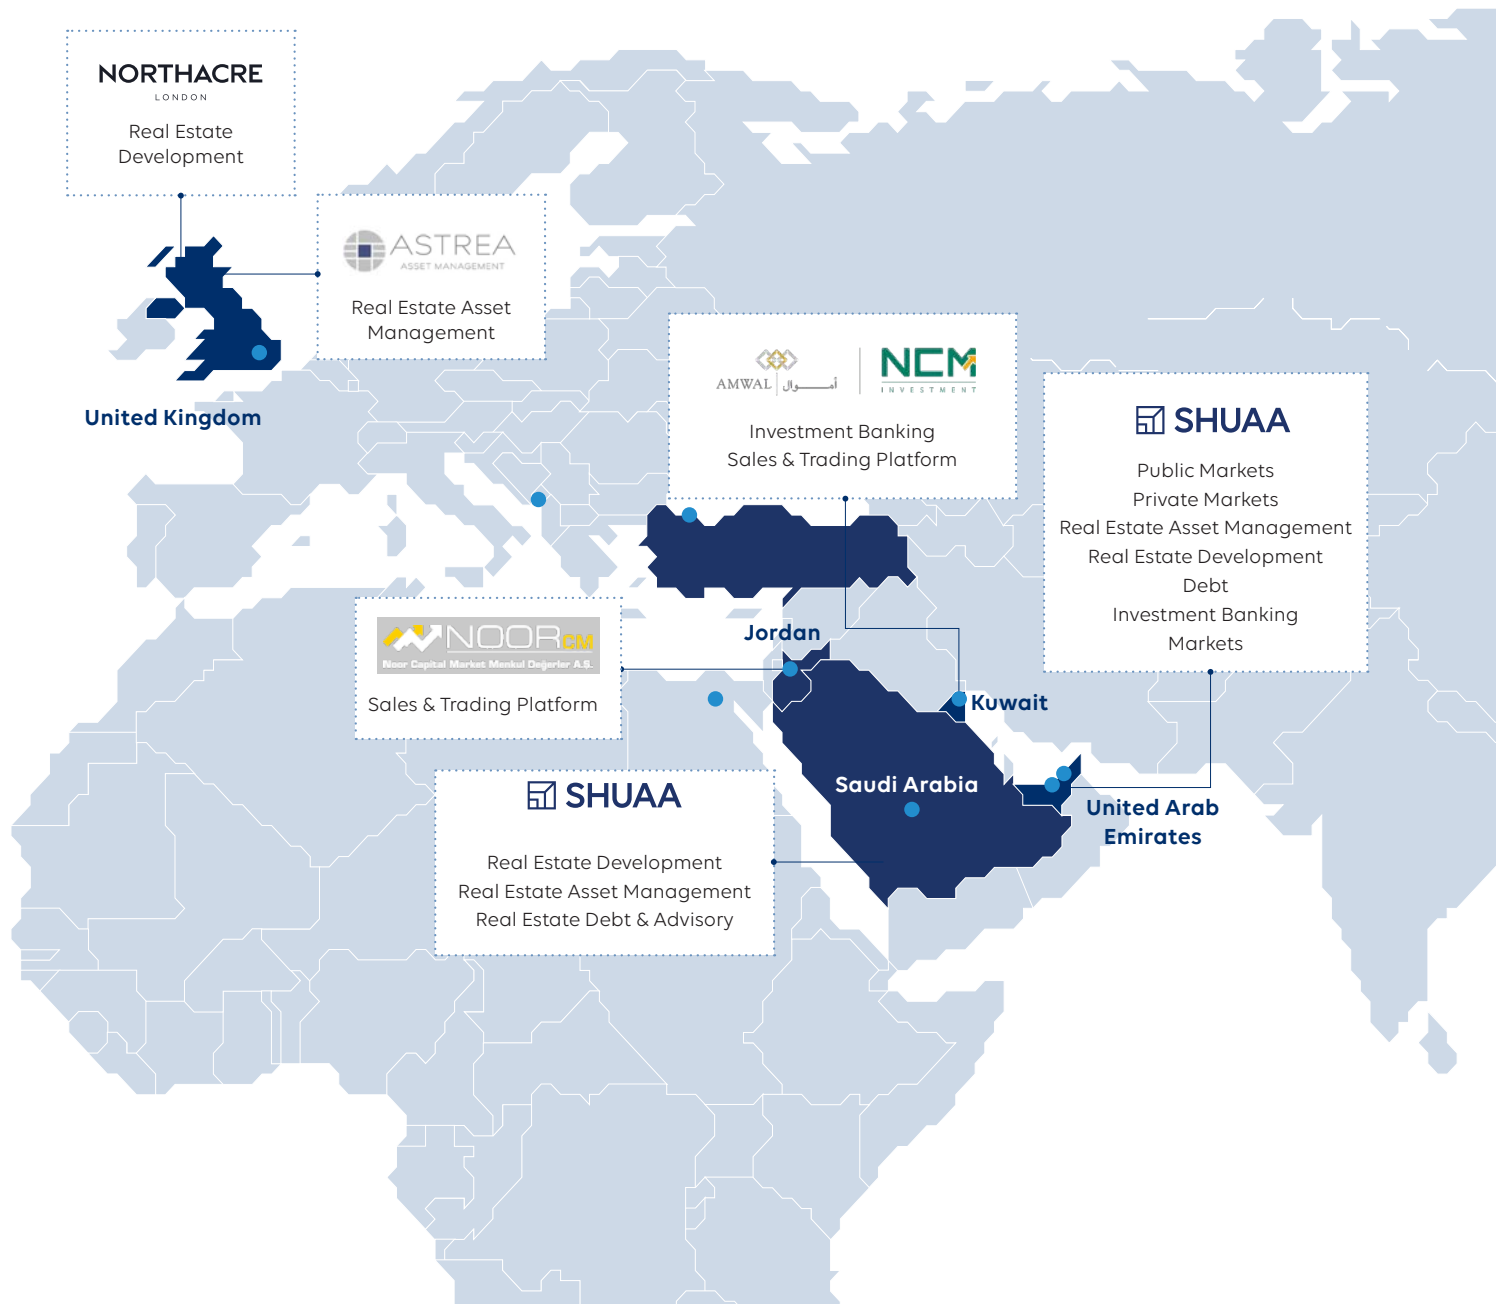 NORTHACRE
LONDON
Real Estate
Development
ASTREA
ASSET MANAGEMENT
Real Estate Asset
Management
United Kingdom
AMWAL أمـــــوال
NCM
INVESTMENT
Investment Banking
Sales & Trading Platform
SHUAA
Public Markets
Private Markets
Real Estate Asset Management
Real Estate Development
Debt
Investment Banking
Markets
NOORCM
Noor Capital Market Menkul Değerler A.Ş.
Sales & Trading Platform
Jordan
Kuwait
Saudi Arabia
United Arab
Emirates
SHUAA
Real Estate Development
Real Estate Asset Management
Real Estate Debt & Advisory